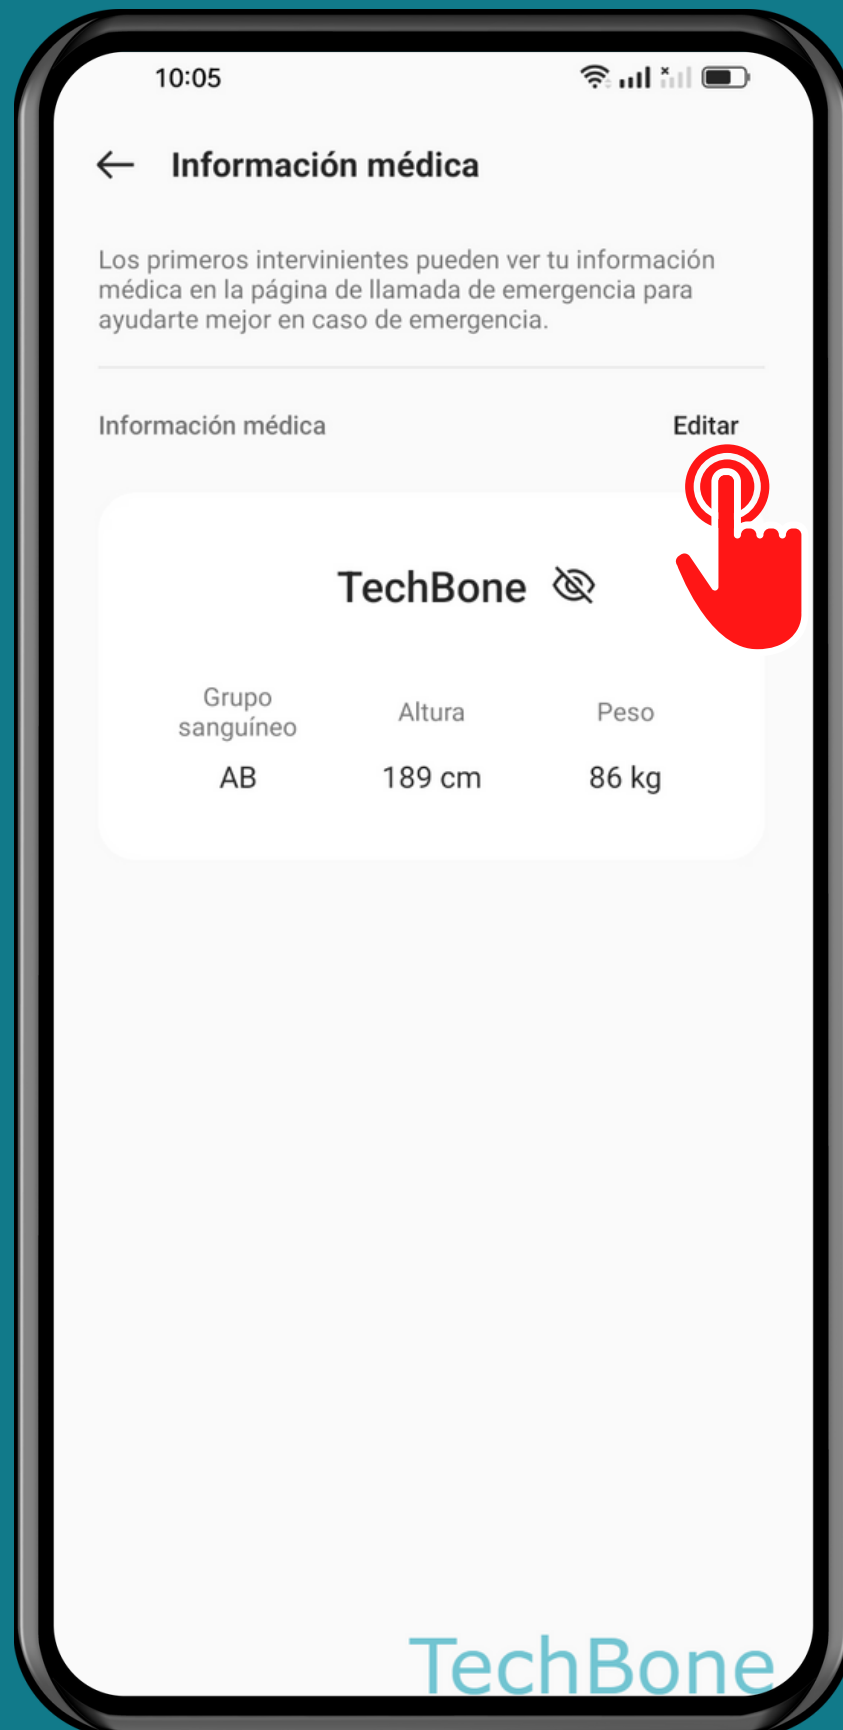 10:05
Información médica
Los primeros intervinientes pueden ver tu información
médica en la página de llamada de emergencia para
ayudarte mejor en caso de emergencia.
Información médica Editar
TechBone
Grupo
sanguíneo Altura Peso
AB 189 cm 86 kg
TechBone